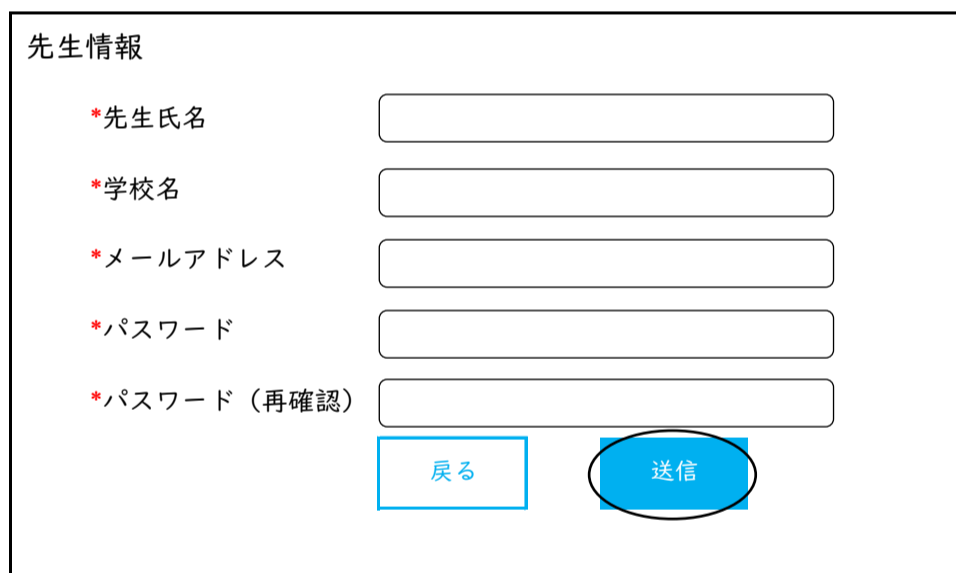 先生情報
*先生氏名
*学校名
*メールアドレス
*パスワード
*パスワード（再確認）
戻る 送信